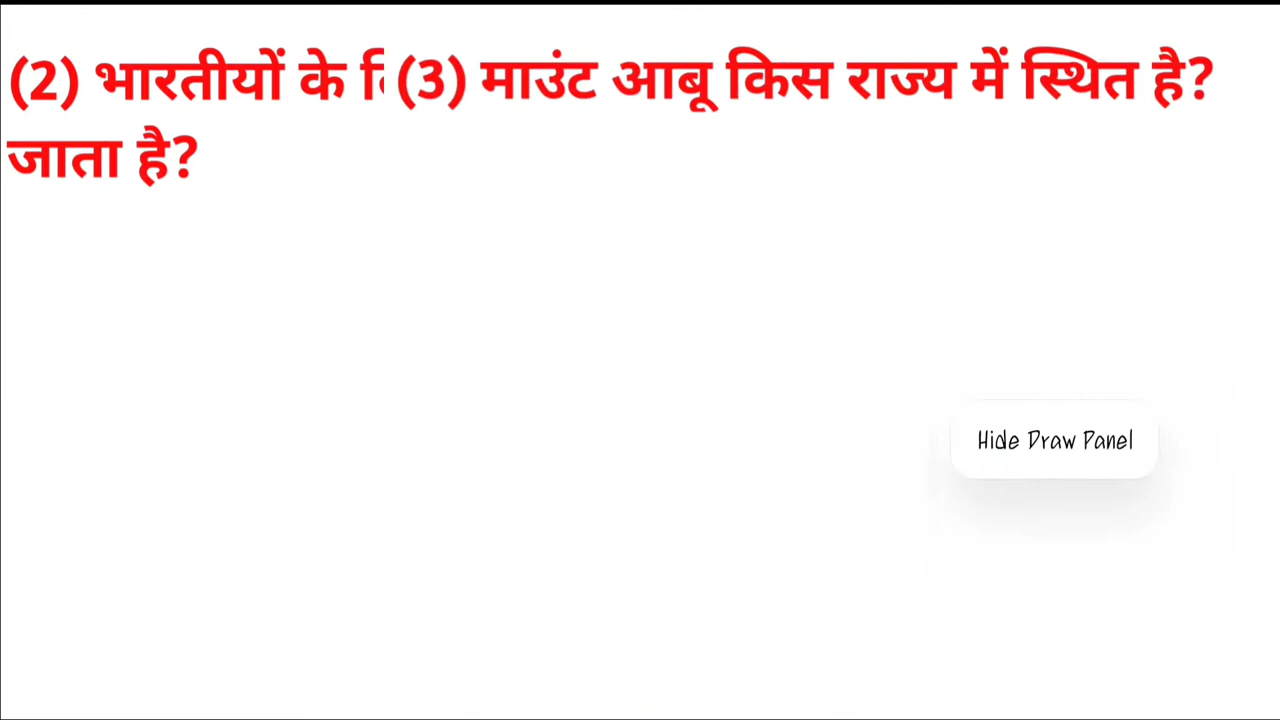 (2) भारतीयों के (3) माउंट आबू किस राज्य में स्थित है?
जाता है?
Hide Draw Panel